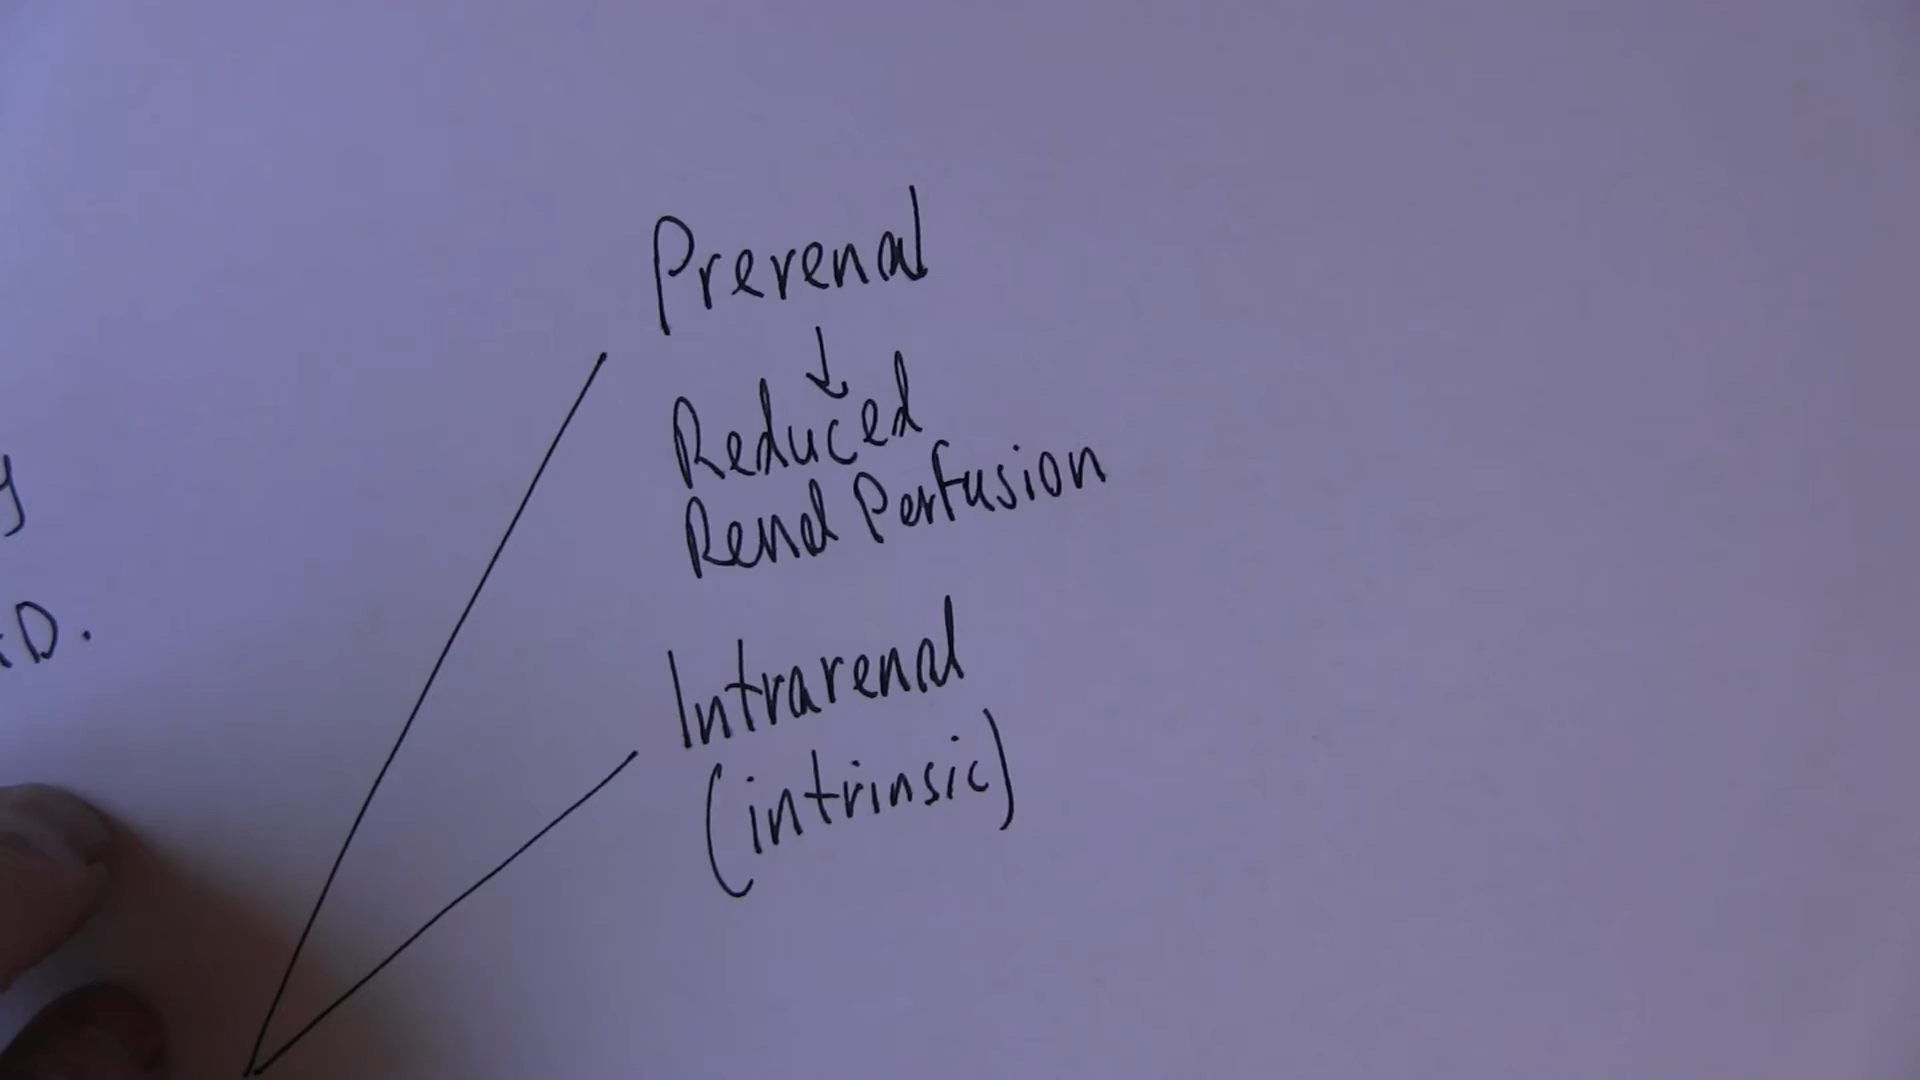 Prerenal
↓
Reduced
Renal Perfusion
Intrarenal
(intrinsic)
D.